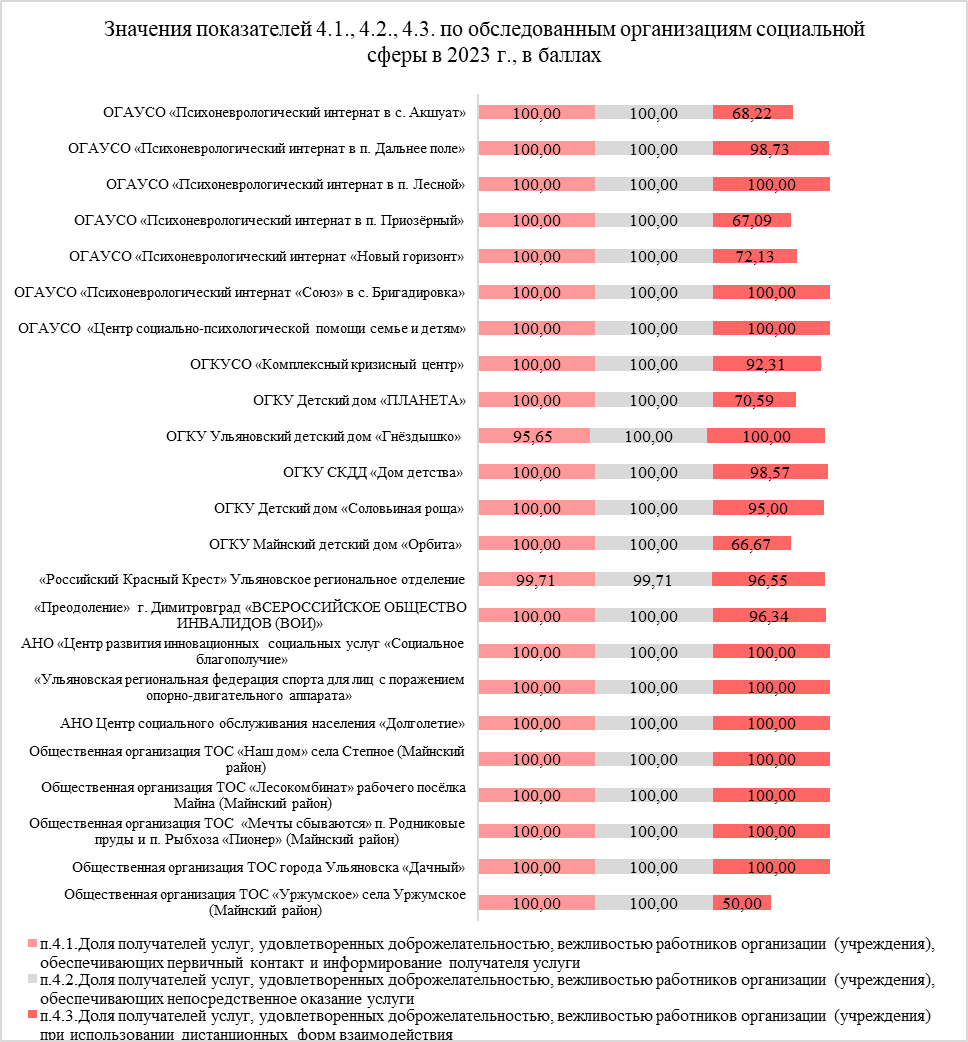 Значения показателей 4.1., 4.2., 4.3. по обследованным организациям социальной
сферы в 2023 г., в баллах
ОГАУСО «Психоневрологический интернат в с. Акшуат» 100,00 100,00 68,22
ОГАУСО «Психоневрологический интернат в п. Дальнее поле» 100,00 100,00 98,73
ОГАУСО «Психоневрологический интернат в п. Лесной» 100,00 100,00 100,00
ОГАУСО «Психоневрологический интернат в п. Приозёрный» 100,00 100,00 67,09
ОГАУСО «Психоневрологический интернат «Новый горизонт» 100,00 100,00 72,13
ОГАУСО «Психоневрологический интернат «Союз» в с. Бригадировка» 100,00 100,00 100,00
ОГАУСО «Центр социально-психологической помощи семье и детям» 100,00 100,00 100,00
ОГКУСО «Комплексный кризисный центр» 100,00 100,00 92,31
ОГКУ Детский дом «ПЛАНЕТА» 100,00 100,00 70,59
ОГКУ Ульяновский детский дом «Гнёздышко» 95,65 100,00 100,00
ОГКУ СКДД «Дом детства» 100,00 100,00 98,57
ОГКУ Детский дом «Соловьиная роща» 100,00 100,00 95,00
ОГКУ Майнский детский дом «Орбита» 100,00 100,00 66,67
«Российский Красный Крест» Ульяновское региональное отделение 99,71 99,71 96,55
«Преодоление» г. Димитровград «ВСЕРОССИЙСКОЕ ОБЩЕСТВО
ИНВАЛИДОВ (ВОИ)» 100,00 100,00 96,34
АНО «Центр развития инновационных социальных услуг «Социальное
благополучие» 100,00 100,00 100,00
«Ульяновская региональная федерация спорта для лиц с поражением
опорно-двигательного аппарата» 100,00 100,00 100,00
АНО Центр социального обслуживания населения «Долголетие» 100,00 100,00 100,00
Общественная организация ТОС «Наш дом» села Степное (Майнский
район) 100,00 100,00 100,00
Общественная организация ТОС «Лесокомбинат» рабочего посёлка
Майна (Майнский район) 100,00 100,00 100,00
Общественная организация ТОС «Мечты сбываются» п. Родниковые
пруды и п. Рыбхоза «Пионер» (Майнский район) 100,00 100,00 100,00
Общественная организация ТОС города Ульяновска «Дачный» 100,00 100,00 100,00
Общественная организация ТОС «Уржумское» села Уржумское
(Майнский район) 100,00 100,00 50,00
п.4.1.Доля получателей услуг, удовлетворенных доброжелательностью, вежливостью работников организации (учреждения),
обеспечивающих первичный контакт и информирование получателя услуги
п.4.2.Доля получателей услуг, удовлетворенных доброжелательностью, вежливостью работников организации (учреждения),
обеспечивающих непосредственное оказание услуги
п.4.3.Доля получателей услуг, удовлетворенных доброжелательностью, вежливостью работников организации (учреждения)
при использовании дистанционных форм взаимодействия